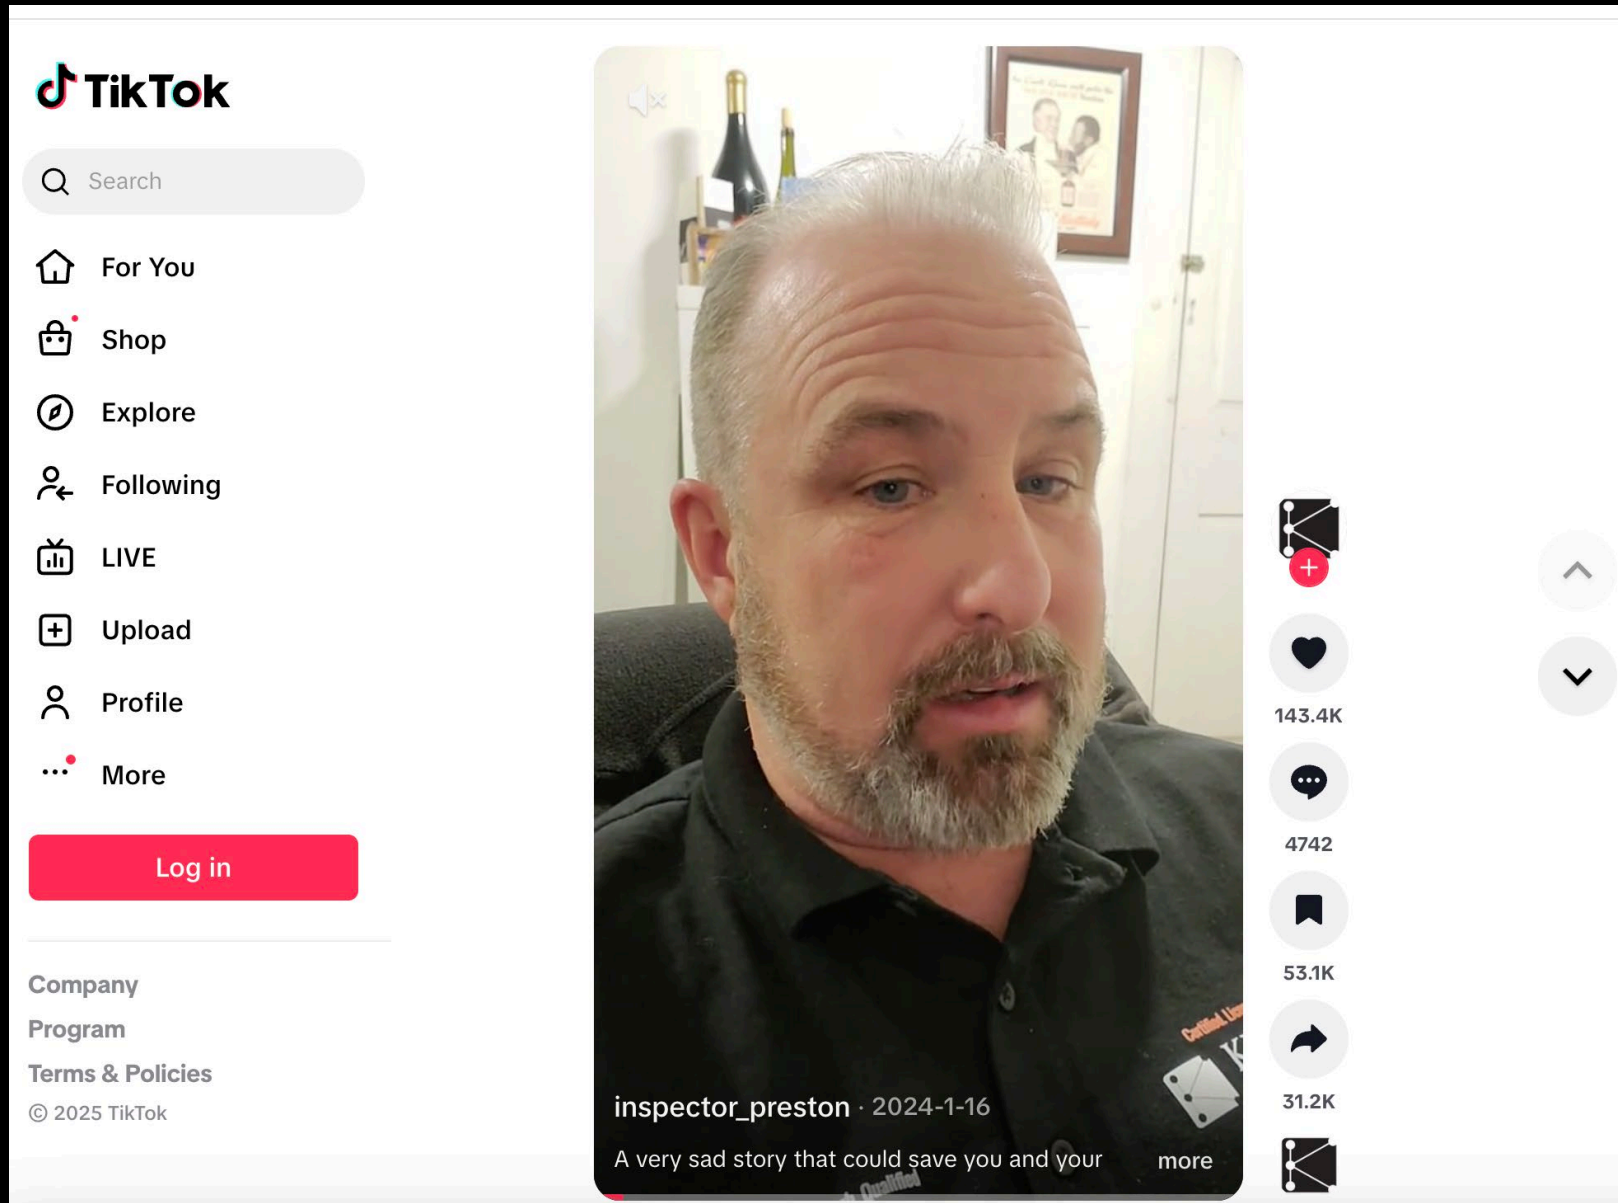 TikTok
Search
For You
Shop
Explore
Following
LIVE
Upload
Profile
More
Log in
Company
Program
Terms & Policies
© 2025 TikTok
Certified. 
K
Qualified
inspector_preston · 2024-1-16
A very sad story that could save you and your more
143.4K
4742
53.1K
31.2K